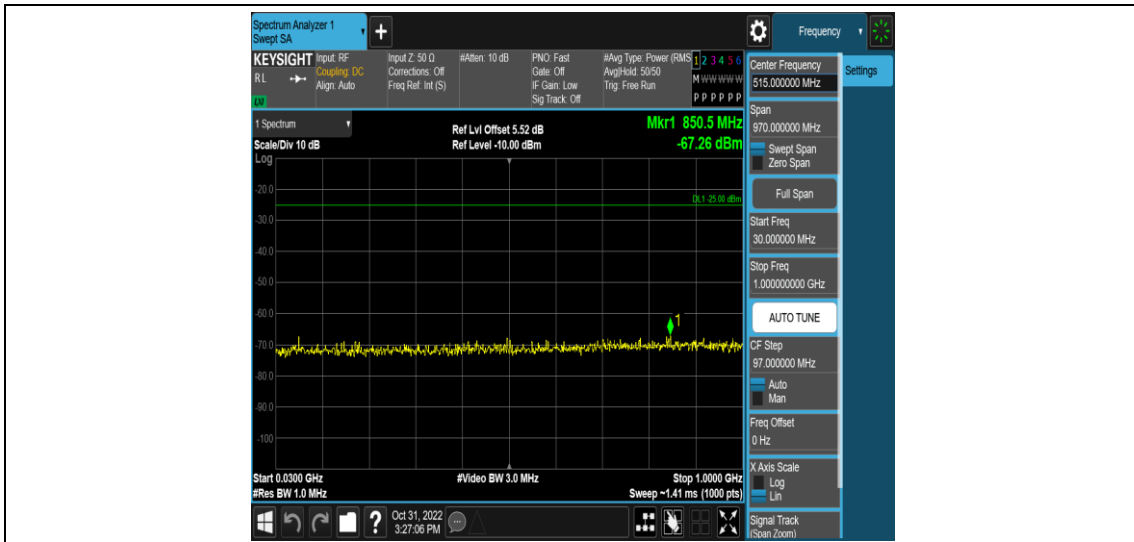 Spectrum Analyzer 1
Swept SA
+
Frequency
KEYSIGHT
RL
LXI
Input: RF
Coupling: DC
Align: Auto
Input Z: 50 Ω
Corrections: Off
Freq Ref: Int (S)
#Atten: 10 dB
PNO: Fast
Gate: Off
IF Gain: Low
Sig Track: Off
#Avg Type: Power (RMS
Avg|Hold: 50/50
Trig: Free Run
1 2 3 4 5 6
M W W W W W
P P P P P P
1 Spectrum
Scale/Div 10 dB
Ref Lvl Offset 5.52 dB
Ref Level -10.00 dBm
Mkr1 850.5 MHz
-67.26 dBm
Log
DL1 -25.00 dBm
-20.0
-30.0
-40.0
-50.0
-60.0
-70.0
-80.0
-90.0
-100
1
Start 0.0300 GHz
#Res BW 1.0 MHz
#Video BW 3.0 MHz
Stop 1.0000 GHz
Sweep ~1.41 ms (1000 pts)
?
Oct 31, 2022
3:27:06 PM
Center Frequency
515.000000 MHz
Settings
Span
970.000000 MHz
Swept Span
Zero Span
Full Span
Start Freq
30.000000 MHz
Stop Freq
1.000000000 GHz
AUTO TUNE
CF Step
97.000000 MHz
Auto
Man
Freq Offset
0 Hz
X Axis Scale
Log
Lin
Signal Track
(Span Zoom)